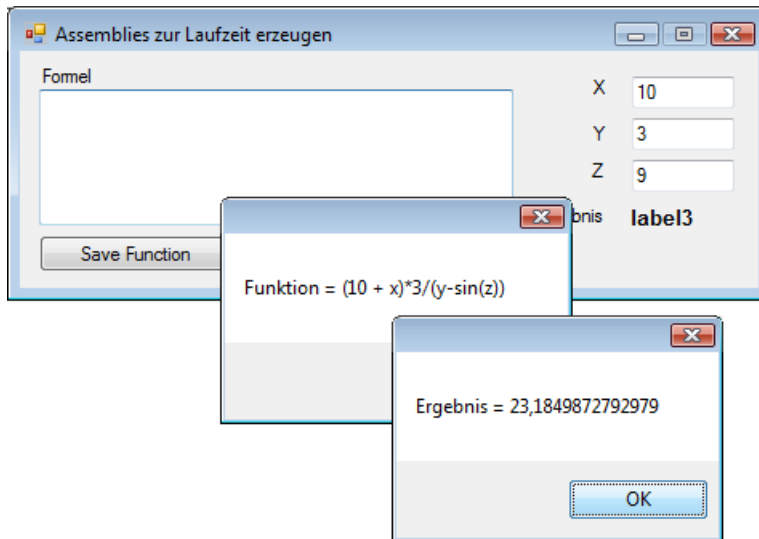 Assemblies zur Laufzeit erzeugen
Formel
X 10
Y 3
Z 9
bnis label3
Save Function
Funktion = (10 + x)*3/(y-sin(z))
Ergebnis = 23,1849872792979
OK